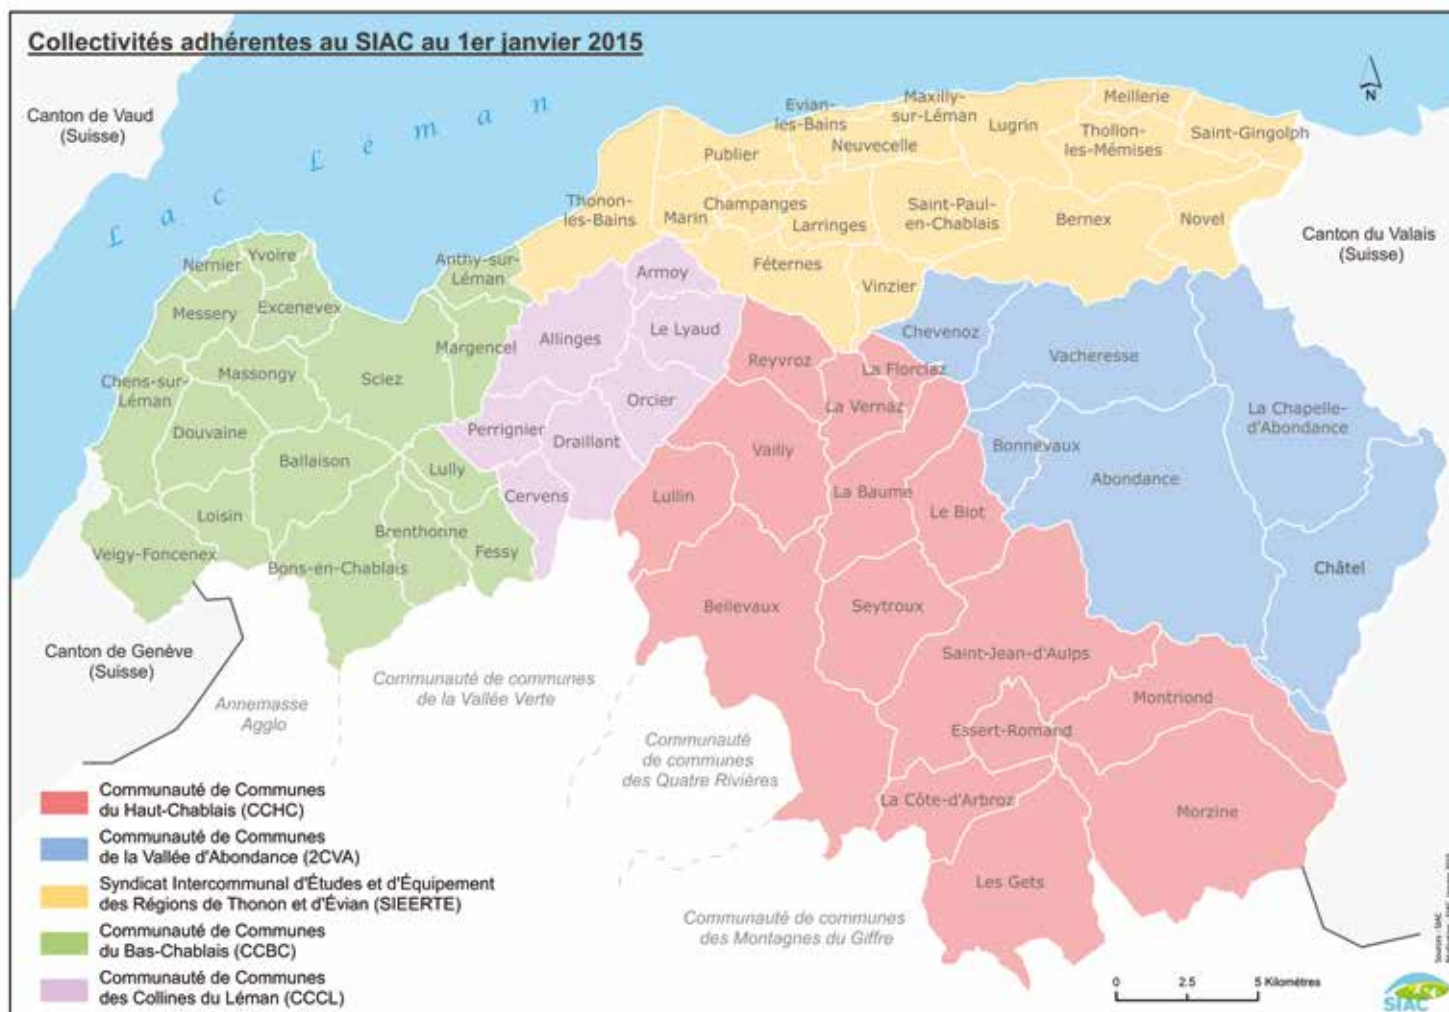 Collectivités adhérentes au SIAC au 1er janvier 2015
Canton de Vaud
(Suisse)
Lac Léman
N
Evian-
les-Bains
Maxilly-
sur-Léman
Meillerie
Lugrin
Thollon-
les-Mémises
Saint-Gingolph
Publier
Neuvecelle
Thonon-
les-Bains
Marin
Champanges
Larringes
Saint-Paul-
en-Chablais
Bernex
Novel
Canton du Valais
(Suisse)
Féternes
Vinzier
Nernier
Yvoire
Anthy-sur-
Léman
Armoy
Messery
Excenevex
Margencel
Allinges
Le Lyaud
Reyvroz
La Florciaz
Chevenoz
Vacheresse
Chens-sur-
Léman
Massongy
Sciez
Orcier
La Vernaz
La Chapelle-
d'Abondance
Douvaine
Perrignier
Draillant
Vailly
Bonnevaux
Ballaison
Lully
Cervens
Lullin
La Baume
Le Biot
Abondance
Loisin
Brenthonne
Fessy
Veigy-Foncenex
Bons-en-Chablais
Châtel
Bellevaux
Seytroux
Saint-Jean-d'Aulps
Canton de Genève
(Suisse)
Annemasse
Agglo
Communauté de communes
de la Vallée Verte
Montriond
Essert-Romand
Communauté
de communes
des Quatre Rivières
La Côte-d'Arbroz
Morzine
Les Gets
Communauté de communes
des Montagnes du Giffre
Communauté de Communes
du Haut-Chablais (CCHC)
Communauté de Communes
de la Vallée d'Abondance (2CVA)
Syndicat Intercommunal d'Études et d'Équipement
des Régions de Thonon et d'Évian (SIEERTE)
Communauté de Communes
du Bas-Chablais (CCBC)
Communauté de Communes
des Collines du Léman (CCCL)
0 2.5 5 Kilomètres
Sources : SIAC
SIAC